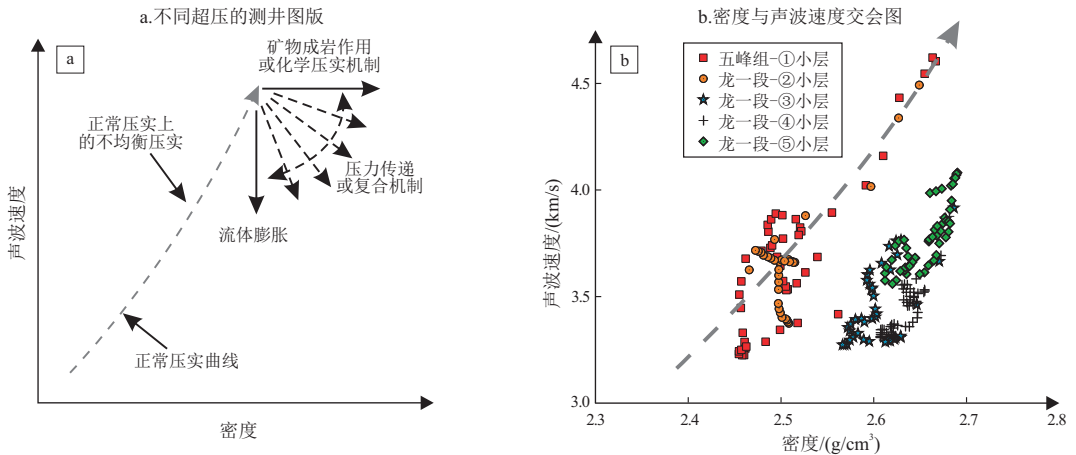 a.不同超压的测井图版
a
矿物成岩作用
或化学压实机制
正常压实上
的不均衡压实
压力传递
或复合机制
流体膨胀
正常压实曲线
声波速度
密度
b.密度与声波速度交会图
b
五峰组-①小层
龙一段-②小层
龙一段-③小层
龙一段-④小层
龙一段-⑤小层
4.5
4.0
3.5
3.0
声波速度/(km/s)
2.3 2.4 2.5 2.6 2.7 2.8
密度/(g/cm³)